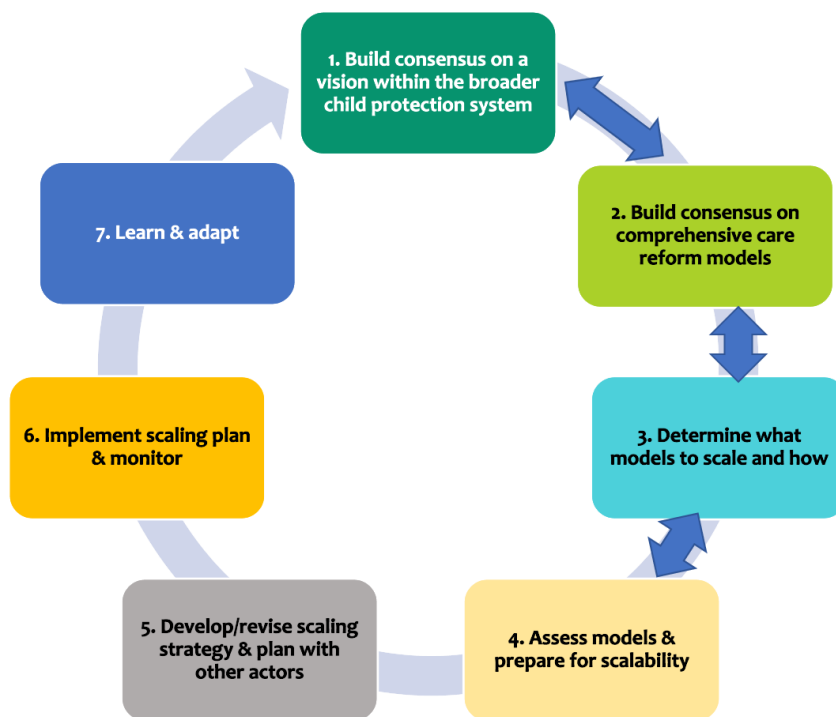 1. Build consensus on a
vision within the broader
child protection system
2. Build consensus on
comprehensive care
reform models
3. Determine what
models to scale and how
4. Assess models &
prepare for scalability
5. Develop/revise scaling
strategy & plan with
other actors
6. Implement scaling plan
& monitor
7. Learn & adapt